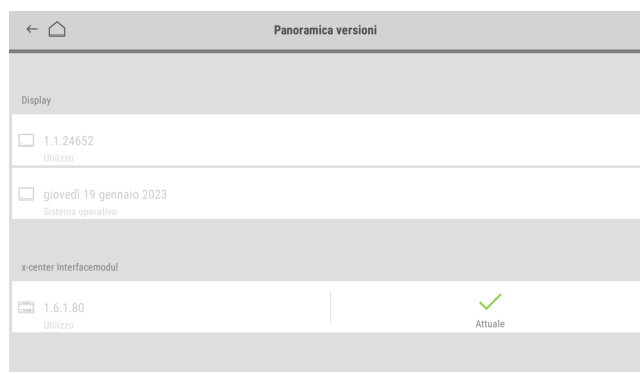 Panoramica versioni
Display
1.1.24652
Utilizzo
giovedì 19 gennaio 2023
Sistema operativo
x-center Interfacemodul
1.6.1.80
Utilizzo
Attuale